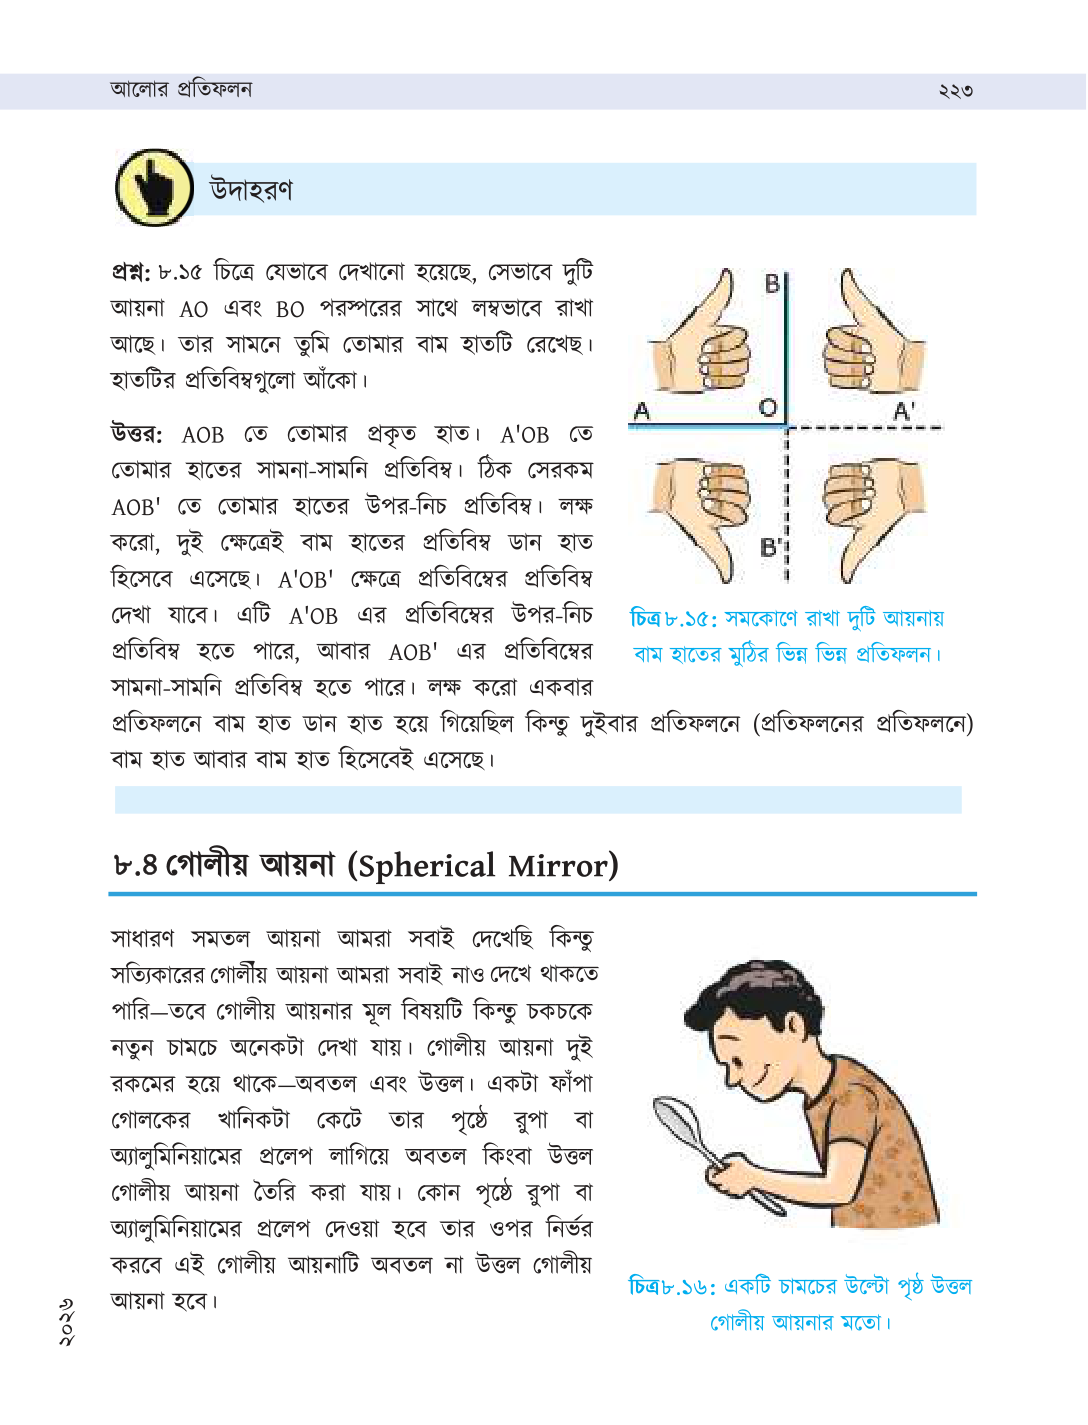 আলোর প্রতিফলন ২২৩
উদাহরণ
প্রশ্ন: ৮.১৫ চিত্রে যেভাবে দেখানো হয়েছে, সেভাবে দুটি
আয়না AO এবং BO পরস্পরের সাথে লম্বভাবে রাখা
আছে। তার সামনে তুমি তোমার বাম হাতটি রেখেছ।
হাতটির প্রতিবিম্বগুলো আঁকো।
উত্তর: AOB তে তোমার প্রকৃত হাত। A'OB তে
তোমার হাতের সামনা-সামনি প্রতিবিম্ব। ঠিক সেরকম
AOB' তে তোমার হাতের উপর-নিচ প্রতিবিম্ব। লক্ষ
করো, দুই ক্ষেত্রেই বাম হাতের প্রতিবিম্ব ডান হাত
হিসেবে এসেছে। A'OB' ক্ষেত্রে প্রতিবিম্বের প্রতিবিম্ব
দেখা যাবে। এটি A'OB এর প্রতিবিম্বের উপর-নিচ
প্রতিবিম্ব হতে পারে, আবার AOB' এর প্রতিবিম্বের
সামনা-সামনি প্রতিবিম্ব হতে পারে। লক্ষ করো একবার
প্রতিফলনে বাম হাত ডান হাত হয়ে গিয়েছিল কিন্তু দুইবার প্রতিফলনে (প্রতিফলনের প্রতিফলনে)
বাম হাত আবার বাম হাত হিসেবেই এসেছে।
B
A
O
A'
B'
চিত্র ৮.১৫: সমকোণে রাখা দুটি আয়নায়
বাম হাতের মুঠির ভিন্ন ভিন্ন প্রতিফলন।
৮.৪ গোলীয় আয়না (Spherical Mirror)
সাধারণ সমতল আয়না আমরা সবাই দেখেছি কিন্তু
সত্যিকারের গোলীয় আয়না আমরা সবাই নাও দেখে থাকতে
পারি—তবে গোলীয় আয়নার মূল বিষয়টি কিন্তু চকচকে
নতুন চামচে অনেকটা দেখা যায়। গোলীয় আয়না দুই
রকমের হয়ে থাকে—অবতল এবং উত্তল। একটা ফাঁপা
গোলকের খানিকটা কেটে তার পৃষ্ঠে রুপা বা
অ্যালুমিনিয়ামের প্রলেপ লাগিয়ে অবতল কিংবা উত্তল
গোলীয় আয়না তৈরি করা যায়। কোন পৃষ্ঠে রুপা বা
অ্যালুমিনিয়ামের প্রলেপ দেওয়া হবে তার ওপর নির্ভর
করবে এই গোলীয় আয়নাটি অবতল না উত্তল গোলীয়
আয়না হবে।
চিত্র ৮.১৬: একটি চামচের উল্টো পৃষ্ঠ উত্তল
গোলীয় আয়নার মতো।
২০২৬